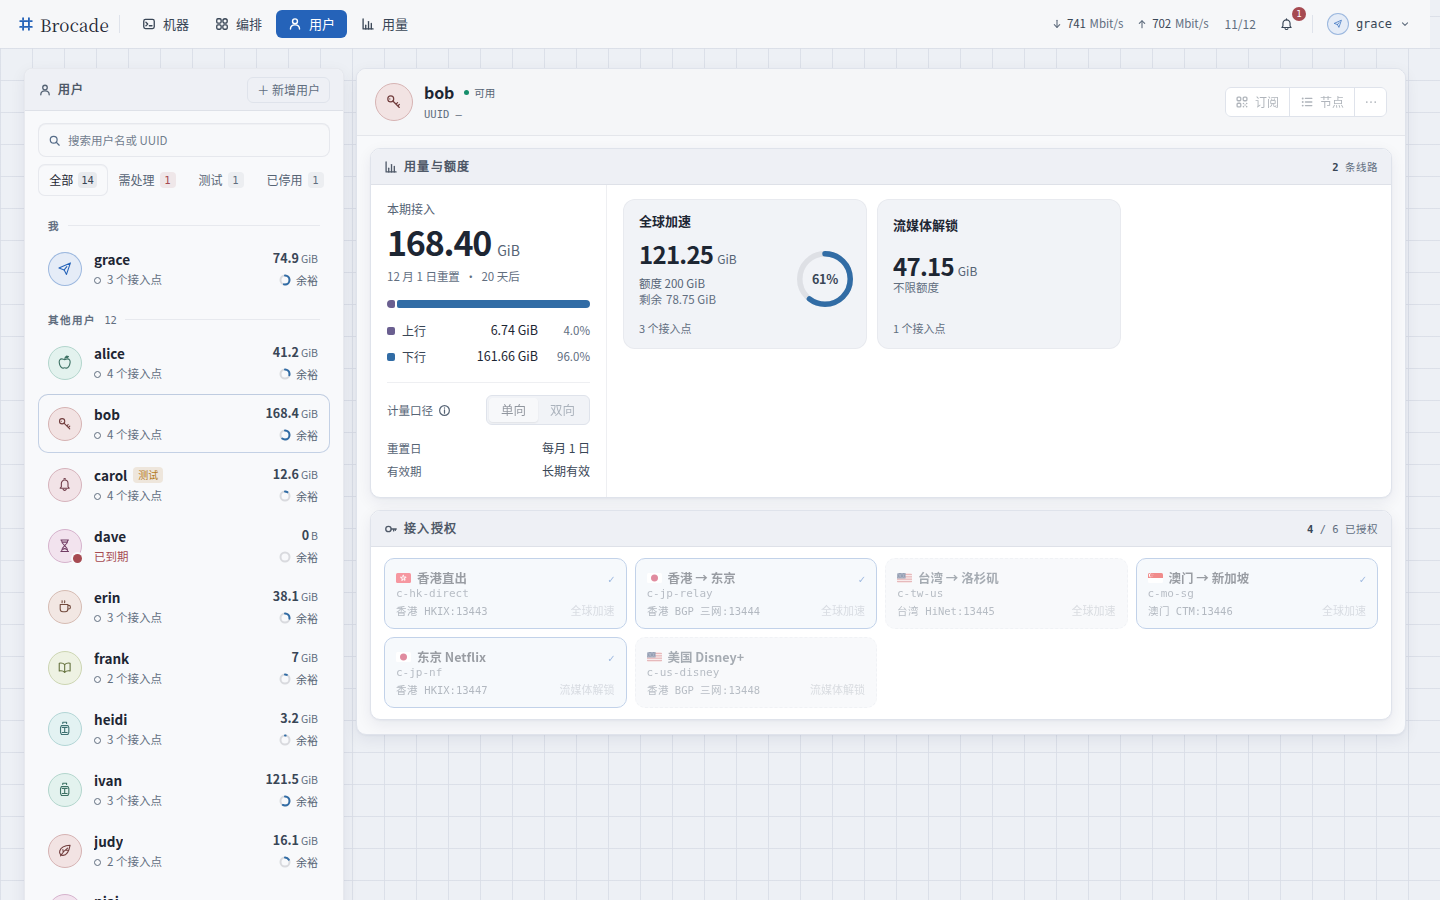 Brocade
机器
编排
用户
用量
741 Mbit/s
702 Mbit/s
11/12
1
grace
用户
新增用户
搜索用户名或 UUID
全部 14
需处理 1
测试 1
已停用 1
我
grace
74.9 GiB
3 个接入点
余裕
其他用户 12
alice
41.2 GiB
4 个接入点
余裕
bob
168.4 GiB
4 个接入点
余裕
carol 测试
12.6 GiB
4 个接入点
余裕
dave
0 B
已到期
余裕
erin
38.1 GiB
3 个接入点
余裕
frank
7 GiB
2 个接入点
余裕
heidi
3.2 GiB
3 个接入点
余裕
ivan
121.5 GiB
3 个接入点
余裕
judy
16.1 GiB
2 个接入点
余裕
bob
可用
UUID —
订阅
节点
用量与额度
2 条线路
本期接入
168.40 GiB
12 月 1 日重置 • 20 天后
上行 6.74 GiB 4.0%
下行 161.66 GiB 96.0%
计量口径
单向
双向
重置日 每月 1 日
有效期 长期有效
全球加速
121.25 GiB
额度 200 GiB
剩余 78.75 GiB
61%
3 个接入点
流媒体解锁
47.15 GiB
不限额度
1 个接入点
接入授权
4 / 6 已授权
香港直出 ✓
c-hk-direct
香港 HKIX:13443 全球加速
香港 → 东京 ✓
c-jp-relay
香港 BGP 三网:13444 全球加速
台湾 → 洛杉矶
c-tw-us
台湾 HiNet:13445 全球加速
澳门 → 新加坡 ✓
c-mo-sg
澳门 CTM:13446 全球加速
东京 Netflix ✓
c-jp-nf
香港 HKIX:13447 流媒体解锁
美国 Disney+
c-us-disney
香港 BGP 三网:13448 流媒体解锁